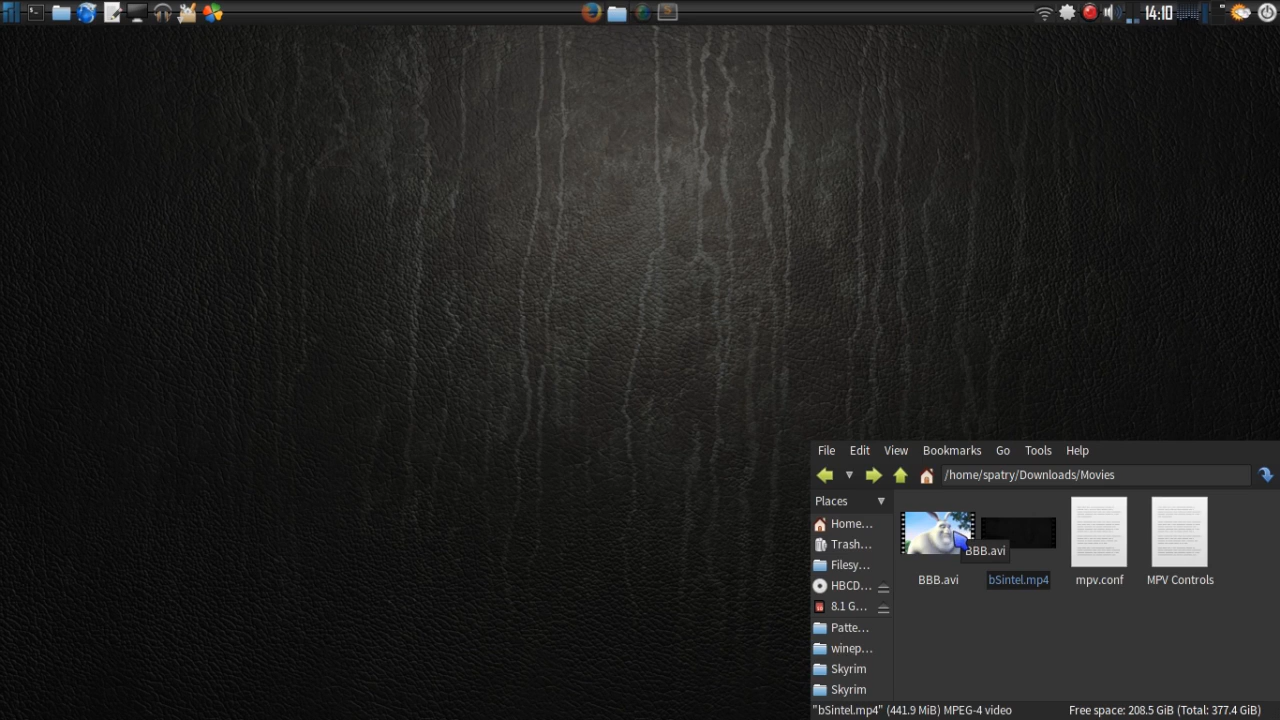 14:10
File Edit View Bookmarks Go Tools Help
/home/spatry/Downloads/Movies
Places
Home...
Trash...
Filesy...
HBCD...
8.1 G...
Patte...
winep...
Skyrim
Skyrim
BBB.avi
BBB.avi bSintel.mp4 mpv.conf MPV Controls
"bSintel.mp4" (441.9 MiB) MPEG-4 video Free space: 208.5 GiB (Total: 377.4 GiB)